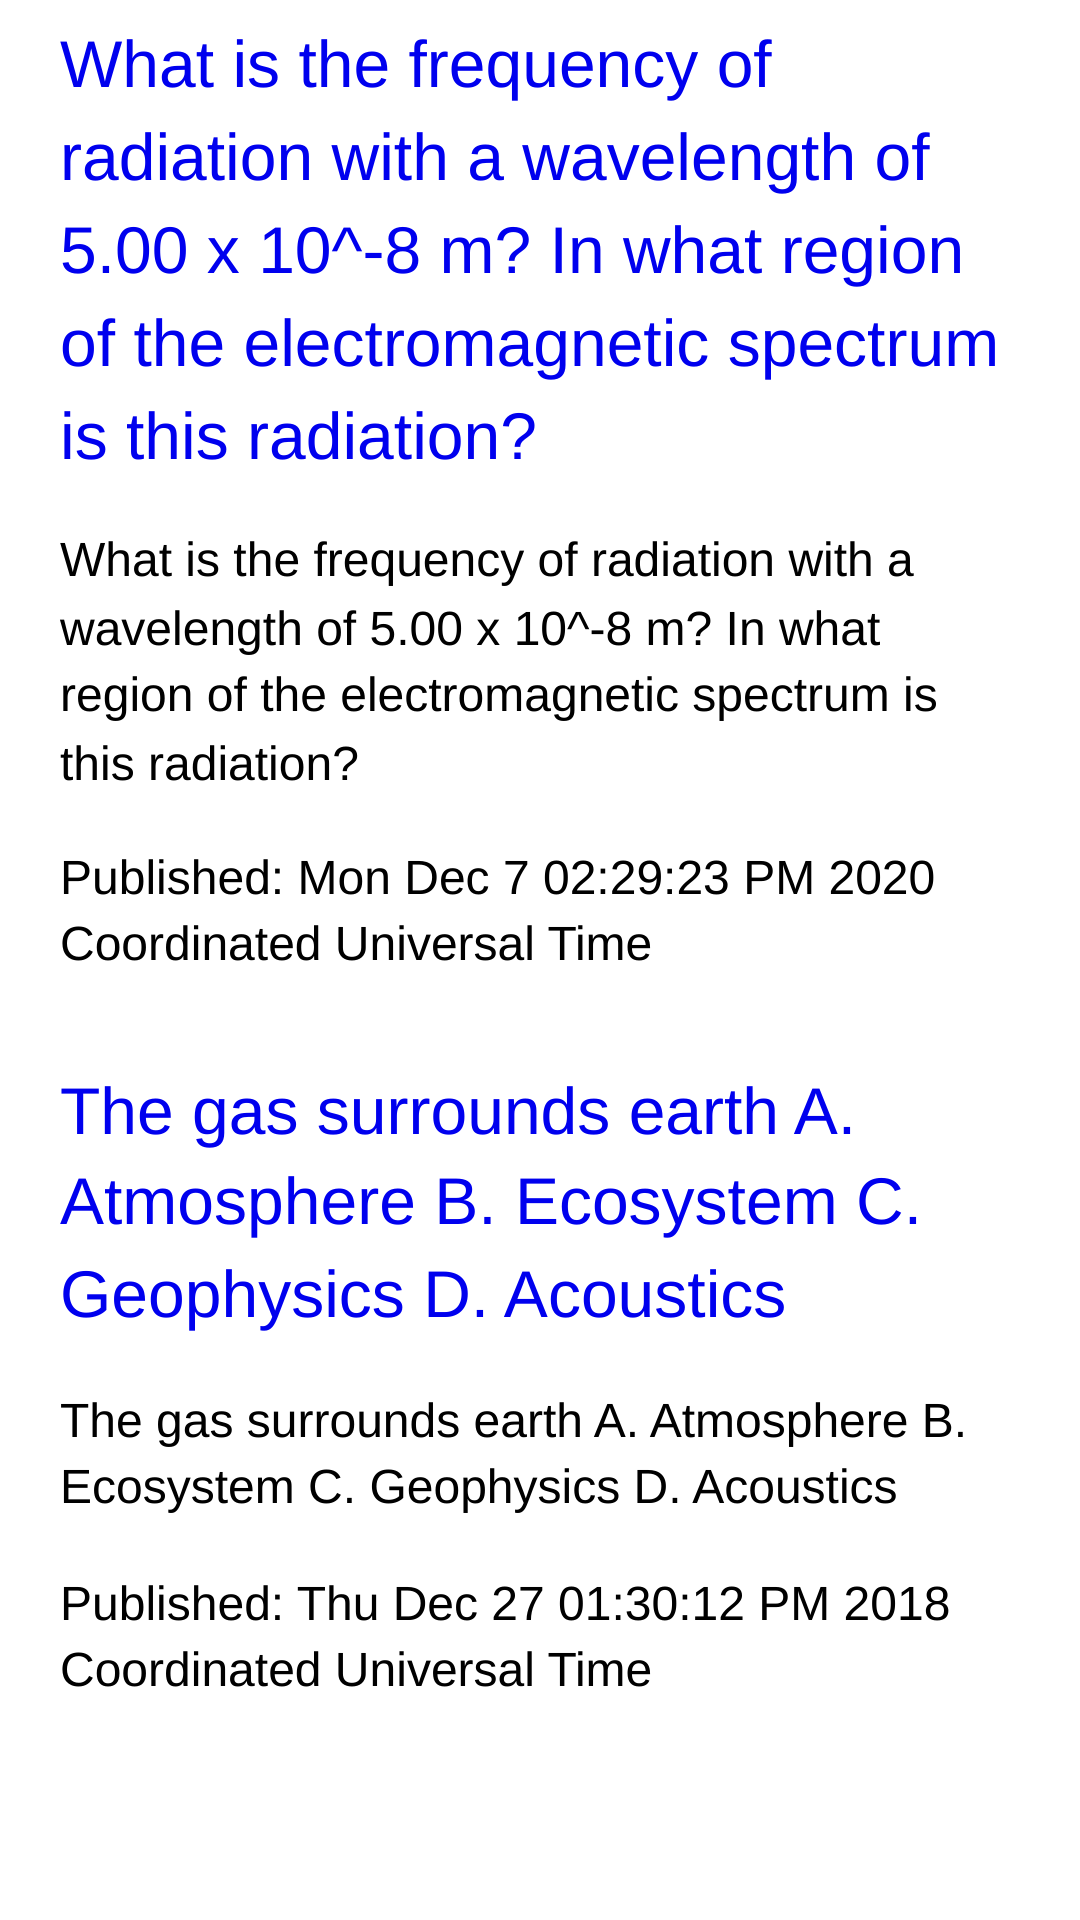 What is the frequency of
radiation with a wavelength of
5.00 x 10^-8 m? In what region
of the electromagnetic spectrum
is this radiation?
What is the frequency of radiation with a
wavelength of 5.00 x 10^-8 m? In what
region of the electromagnetic spectrum is
this radiation?
Published: Mon Dec 7 02:29:23 PM 2020
Coordinated Universal Time
The gas surrounds earth A.
Atmosphere B. Ecosystem C.
Geophysics D. Acoustics
The gas surrounds earth A. Atmosphere B.
Ecosystem C. Geophysics D. Acoustics
Published: Thu Dec 27 01:30:12 PM 2018
Coordinated Universal Time